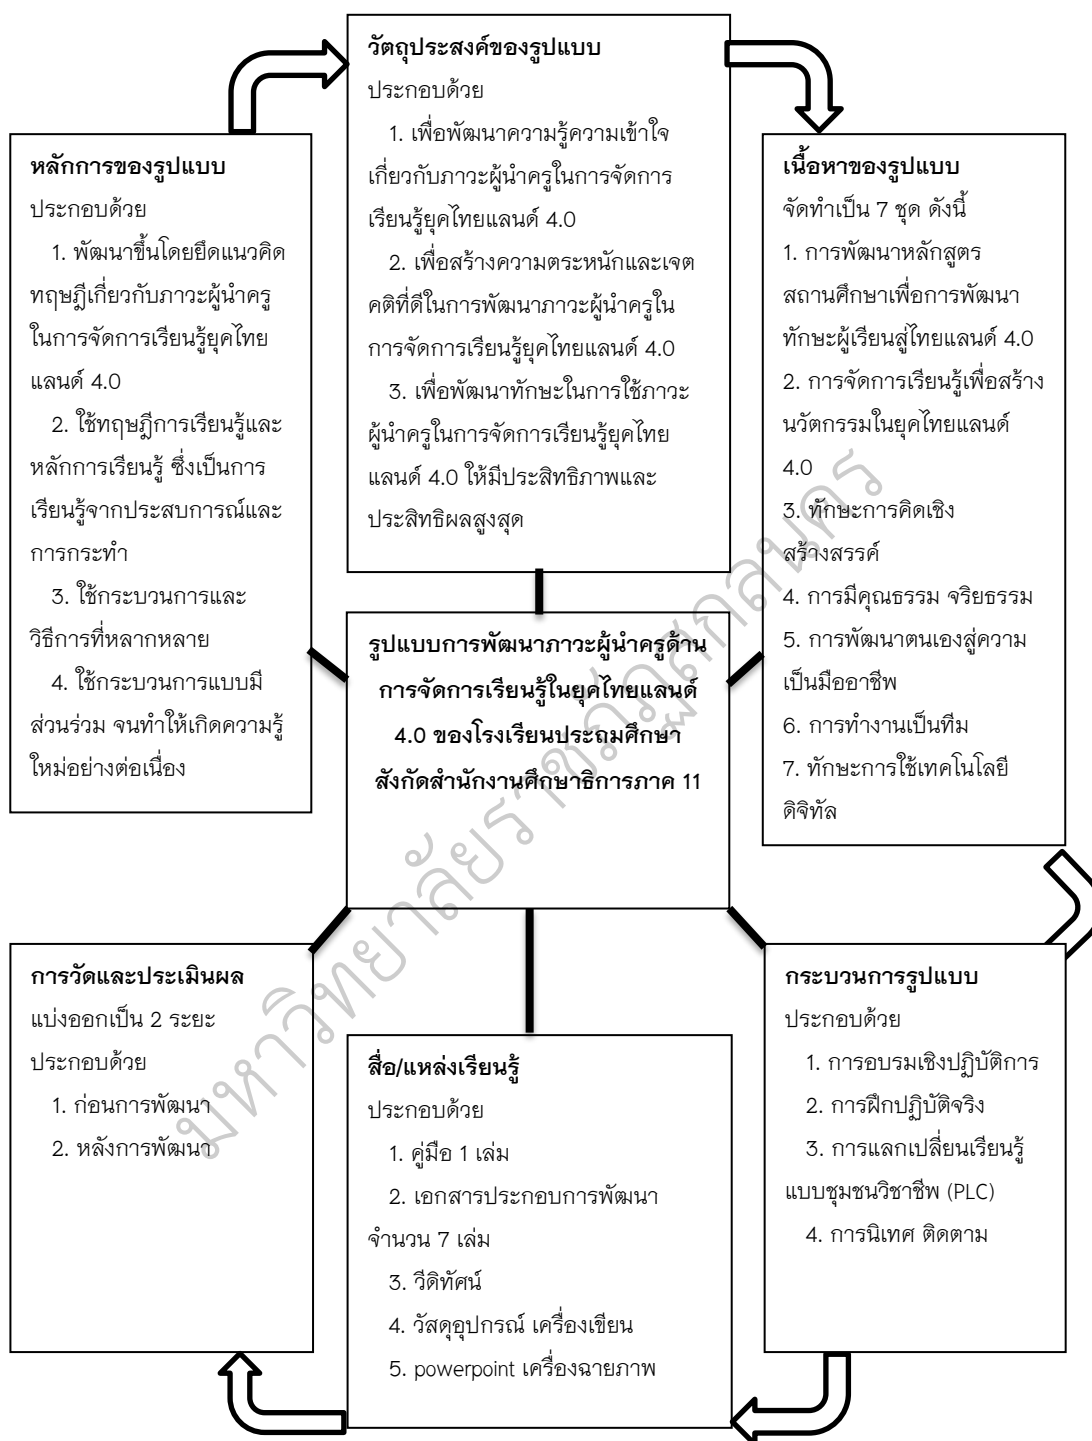 วัตถุประสงค์ของรูปแบบ
ประกอบด้วย
1. เพื่อพัฒนาความรู้ความเข้าใจ
เกี่ยวกับภาวะผู้นำครูในการจัดการ
เรียนรู้ยุคไทยแลนด์ 4.0
2. เพื่อสร้างความตระหนักและเจต
คติที่ดีในการพัฒนาภาวะผู้นำครูใน
การจัดการเรียนรู้ยุคไทยแลนด์ 4.0
3. เพื่อพัฒนาทักษะในการใช้ภาวะ
ผู้นำครูในการจัดการเรียนรู้ยุคไทย
แลนด์ 4.0 ให้มีประสิทธิภาพและ
ประสิทธิผลสูงสุด
หลักการของรูปแบบ
ประกอบด้วย
1. พัฒนาขึ้นโดยยึดแนวคิด
ทฤษฎีเกี่ยวกับภาวะผู้นำครู
ในการจัดการเรียนรู้ยุคไทย
แลนด์ 4.0
2. ใช้ทฤษฎีการเรียนรู้และ
หลักการเรียนรู้ ซึ่งเป็นการ
เรียนรู้จากประสบการณ์และ
การกระทำ
3. ใช้กระบวนการและ
วิธีการที่หลากหลาย
4. ใช้กระบวนการแบบมี
ส่วนร่วม จนทำให้เกิดความรู้
ใหม่อย่างต่อเนื่อง
เนื้อหาของรูปแบบ
จัดทำเป็น 7 ชุด ดังนี้
1. การพัฒนาหลักสูตร
สถานศึกษาเพื่อการพัฒนา
ทักษะผู้เรียนสู่ไทยแลนด์ 4.0
2. การจัดการเรียนรู้เพื่อสร้าง
นวัตกรรมในยุคไทยแลนด์
4.0
3. ทักษะการคิดเชิง
สร้างสรรค์
4. การมีคุณธรรม จริยธรรม
5. การพัฒนาตนเองสู่ความ
เป็นมืออาชีพ
6. การทำงานเป็นทีม
7. ทักษะการใช้เทคโนโลยี
ดิจิทัล
รูปแบบการพัฒนาภาวะผู้นำครูด้าน
การจัดการเรียนรู้ในยุคไทยแลนด์
4.0 ของโรงเรียนประถมศึกษา
สังกัดสำนักงานศึกษาธิการภาค 11
การวัดและประเมินผล
แบ่งออกเป็น 2 ระยะ
ประกอบด้วย
1. ก่อนการพัฒนา
2. หลังการพัฒนา
สื่อ/แหล่งเรียนรู้
ประกอบด้วย
1. คู่มือ 1 เล่ม
2. เอกสารประกอบการพัฒนา
จำนวน 7 เล่ม
3. วีดิทัศน์
4. วัสดุอุปกรณ์ เครื่องเขียน
5. powerpoint เครื่องฉายภาพ
กระบวนการรูปแบบ
ประกอบด้วย
1. การอบรมเชิงปฏิบัติการ
2. การฝึกปฏิบัติจริง
3. การแลกเปลี่ยนเรียนรู้
แบบชุมชนวิชาชีพ (PLC)
4. การนิเทศ ติดตาม
มหาวิทยาลัยราชภัฏสกลนคร